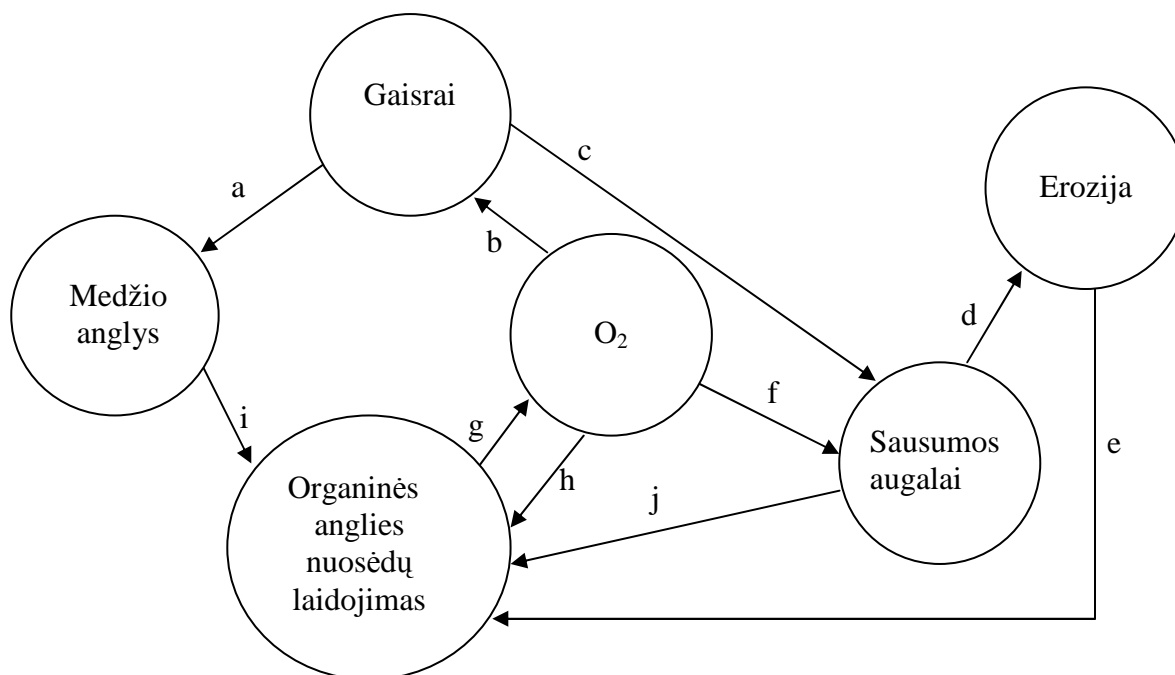 Gaisrai
c
a
Erozija
b
Medžio
anglys
O₂
d
f
i
g
Sausumos
augalai
e
h
Organinės
anglies
nuosėdų
laidojimas
j